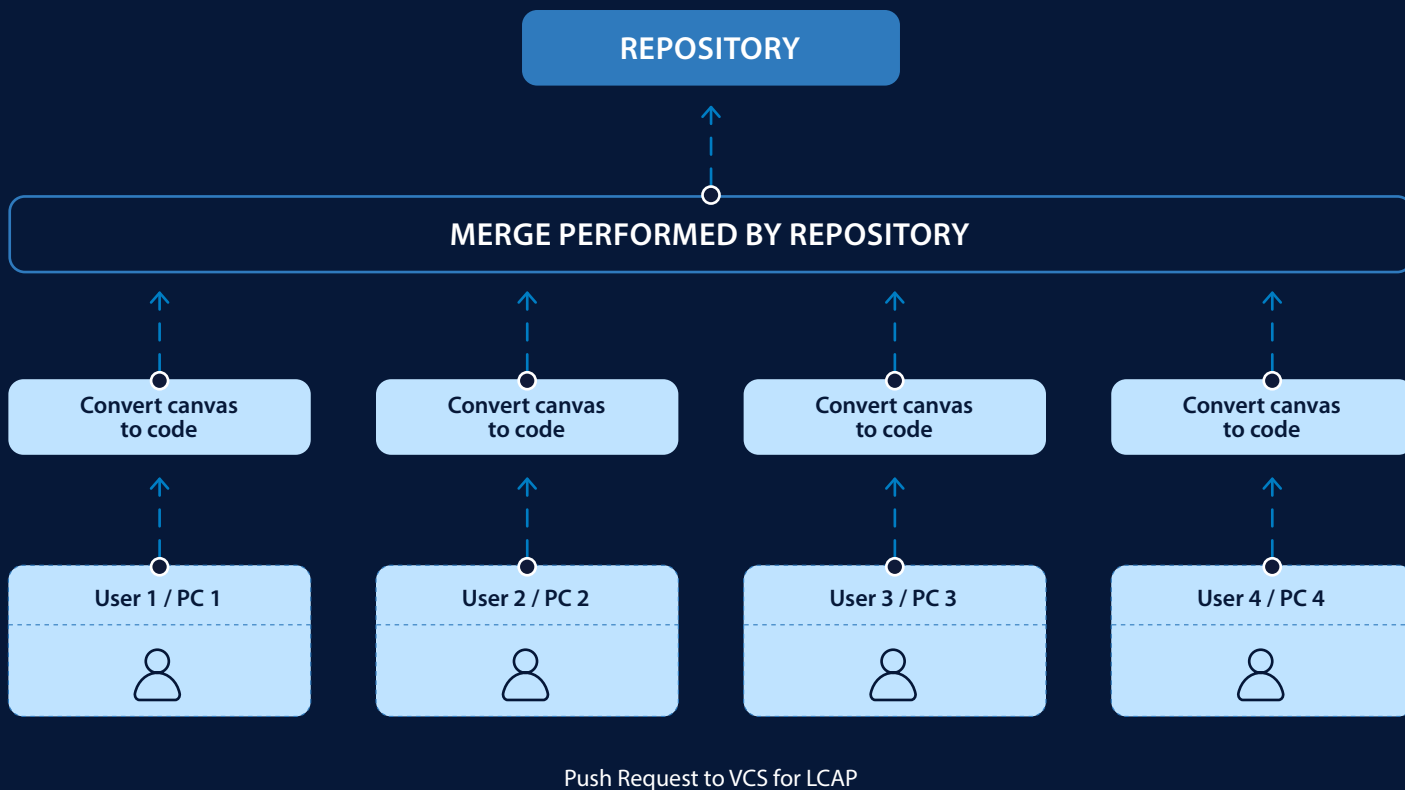 REPOSITORY
MERGE PERFORMED BY REPOSITORY
Convert canvas
to code
Convert canvas
to code
Convert canvas
to code
Convert canvas
to code
User 1 / PC 1
User 2 / PC 2
User 3 / PC 3
User 4 / PC 4
Push Request to VCS for LCAP